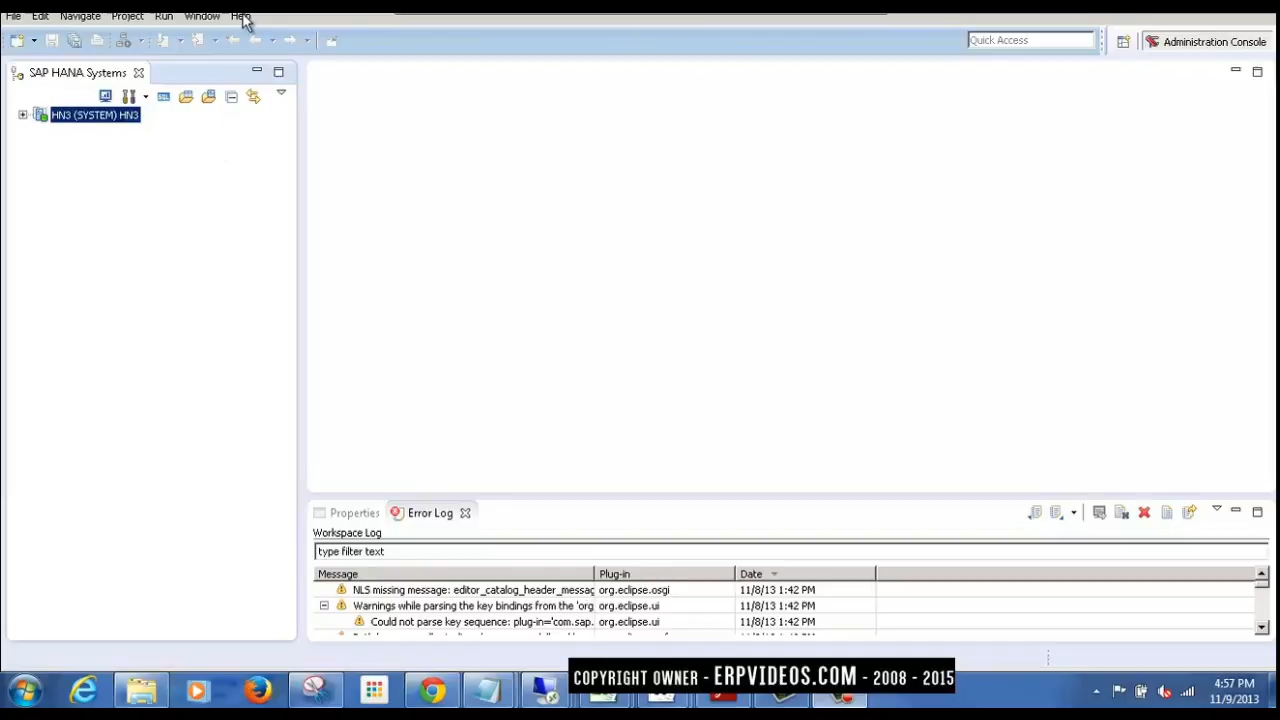 File Edit Navigate Project Run Window Help
Quick Access
Administration Console
SAP HANA Systems
HN3 (SYSTEM) HN3
Properties
Error Log
Workspace Log
type filter text
Message Plug-in Date
NLS missing message: editor_catalog_header_messag org.eclipse.osgi 11/8/13 1:42 PM
Warnings while parsing the key bindings from the 'org org.eclipse.ui 11/8/13 1:42 PM
Could not parse key sequence: plug-in='com.sap. org.eclipse.ui 11/8/13 1:42 PM
COPYRIGHT OWNER - ERPVIDEOS.COM - 2008 - 2015
4:57 PM
11/9/2013